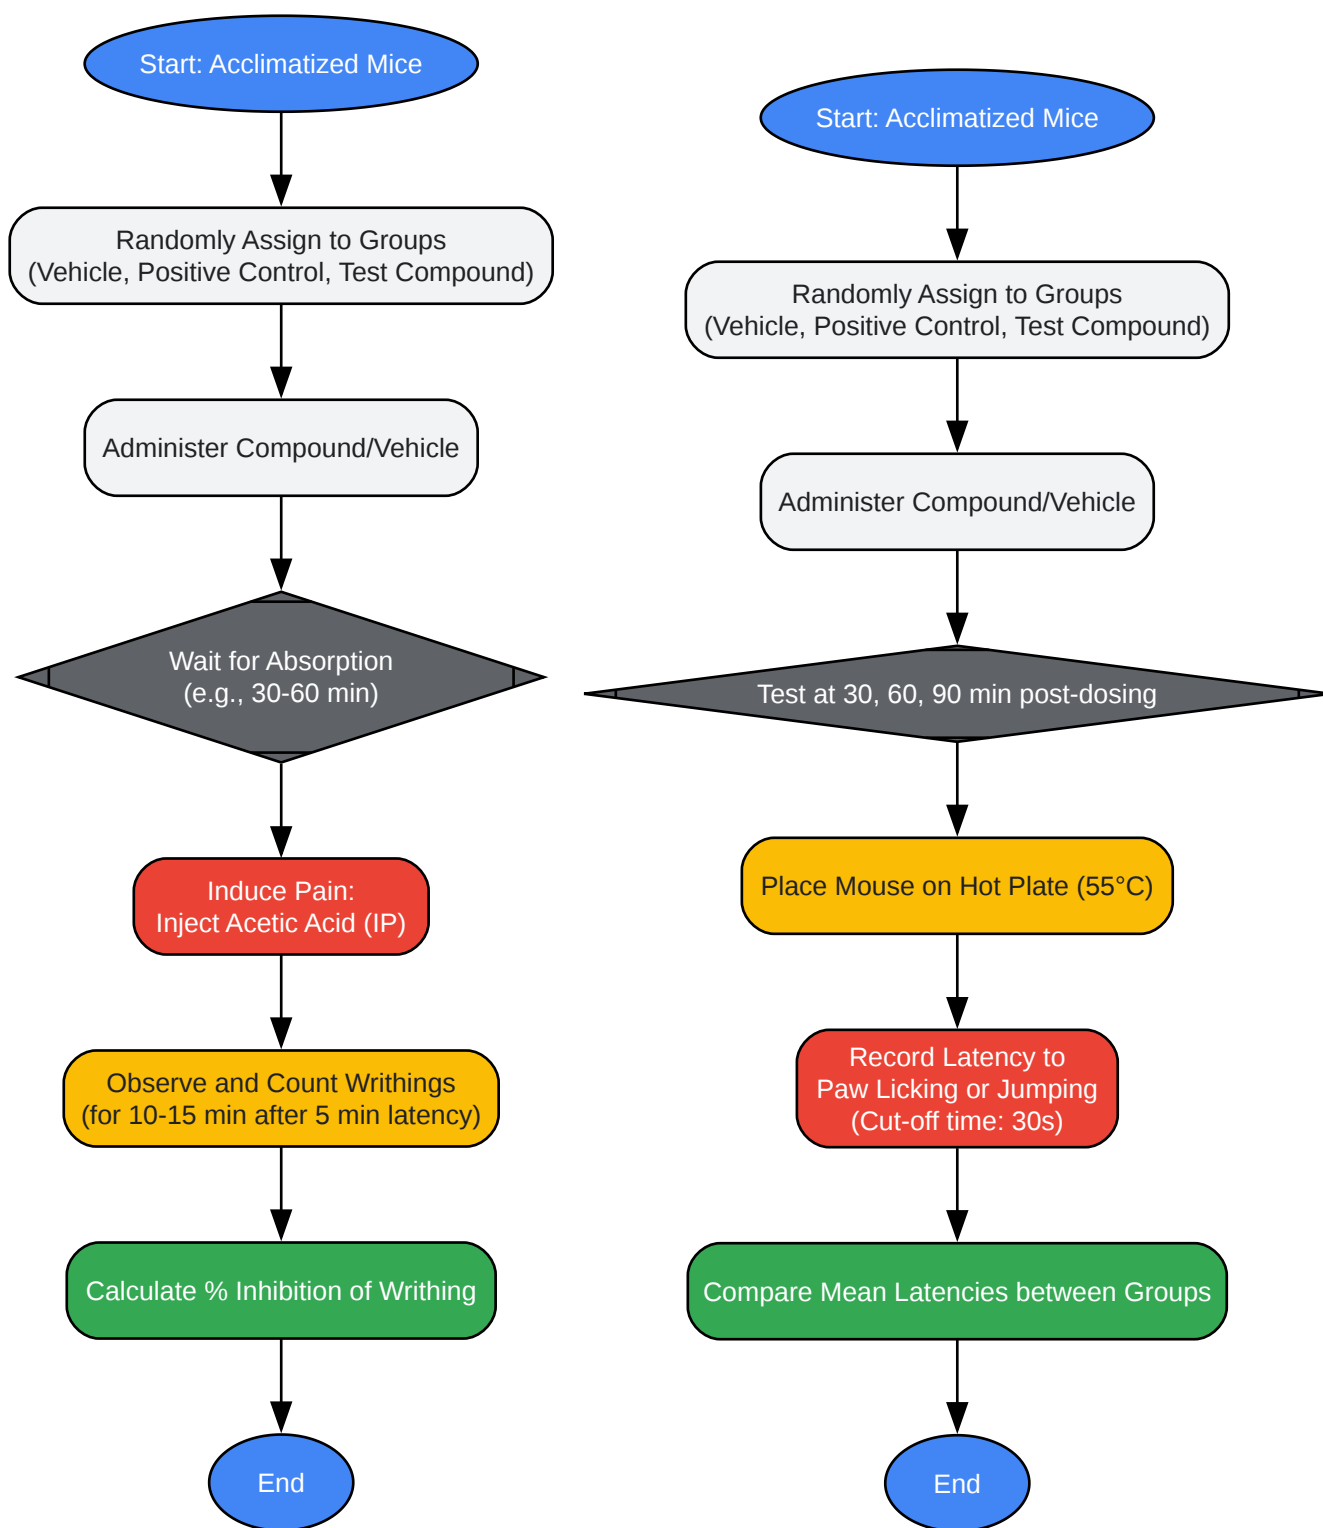 Start: Acclimatized Mice
Randomly Assign to Groups
(Vehicle, Positive Control, Test Compound)
Administer Compound/Vehicle
Wait for Absorption
(e.g., 30-60 min)
Induce Pain:
Inject Acetic Acid (IP)
Observe and Count Writhings
(for 10-15 min after 5 min latency)
Calculate % Inhibition of Writhing
End
Start: Acclimatized Mice
Randomly Assign to Groups
(Vehicle, Positive Control, Test Compound)
Administer Compound/Vehicle
Test at 30, 60, 90 min post-dosing
Place Mouse on Hot Plate (55°C)
Record Latency to
Paw Licking or Jumping
(Cut-off time: 30s)
Compare Mean Latencies between Groups
End